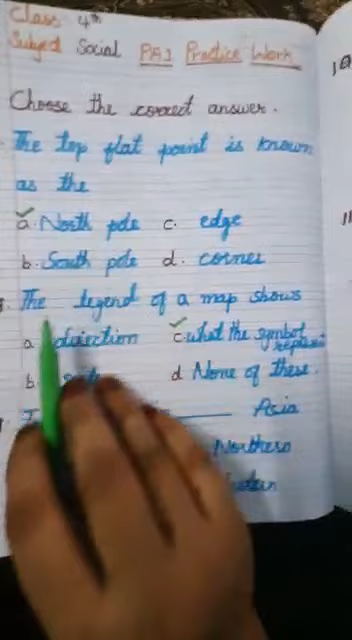 Class 4th
Subject Social PA1 Practice Work
Choose the correct answer.
The top flat point is known
as the
a. North pole c. edge
b. South pole d. corner
The legend of a map shows
a. direction c. what the symbol
b. d None of these.
Asia
Northern